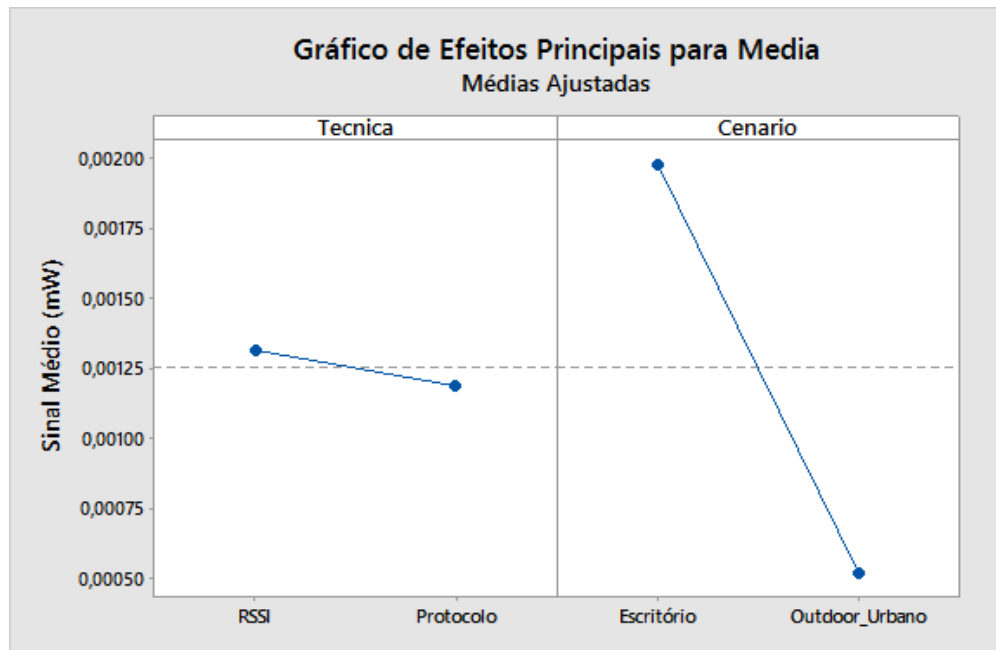 Gráfico de Efeitos Principais para Media
Médias Ajustadas
Tecnica Cenario
Sinal Médio (mW)
0,00200
0,00175
0,00150
0,00125
0,00100
0,00075
0,00050
RSSI Protocolo Escritório Outdoor_Urbano